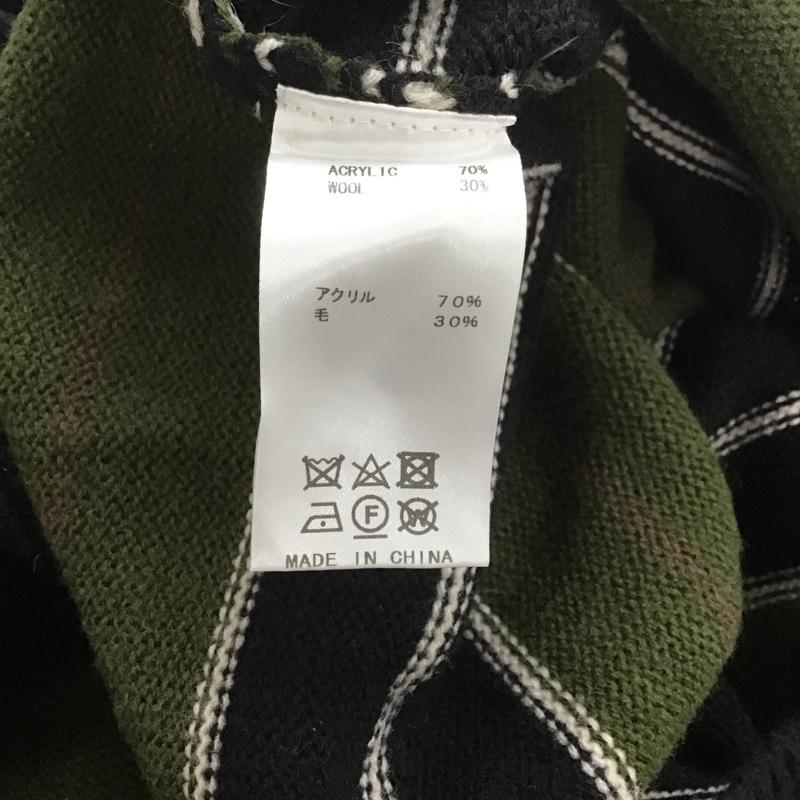 ACRYLIC 70%
WOOL 30%
アクリル 70%
毛 30%
F W
MADE IN CHINA